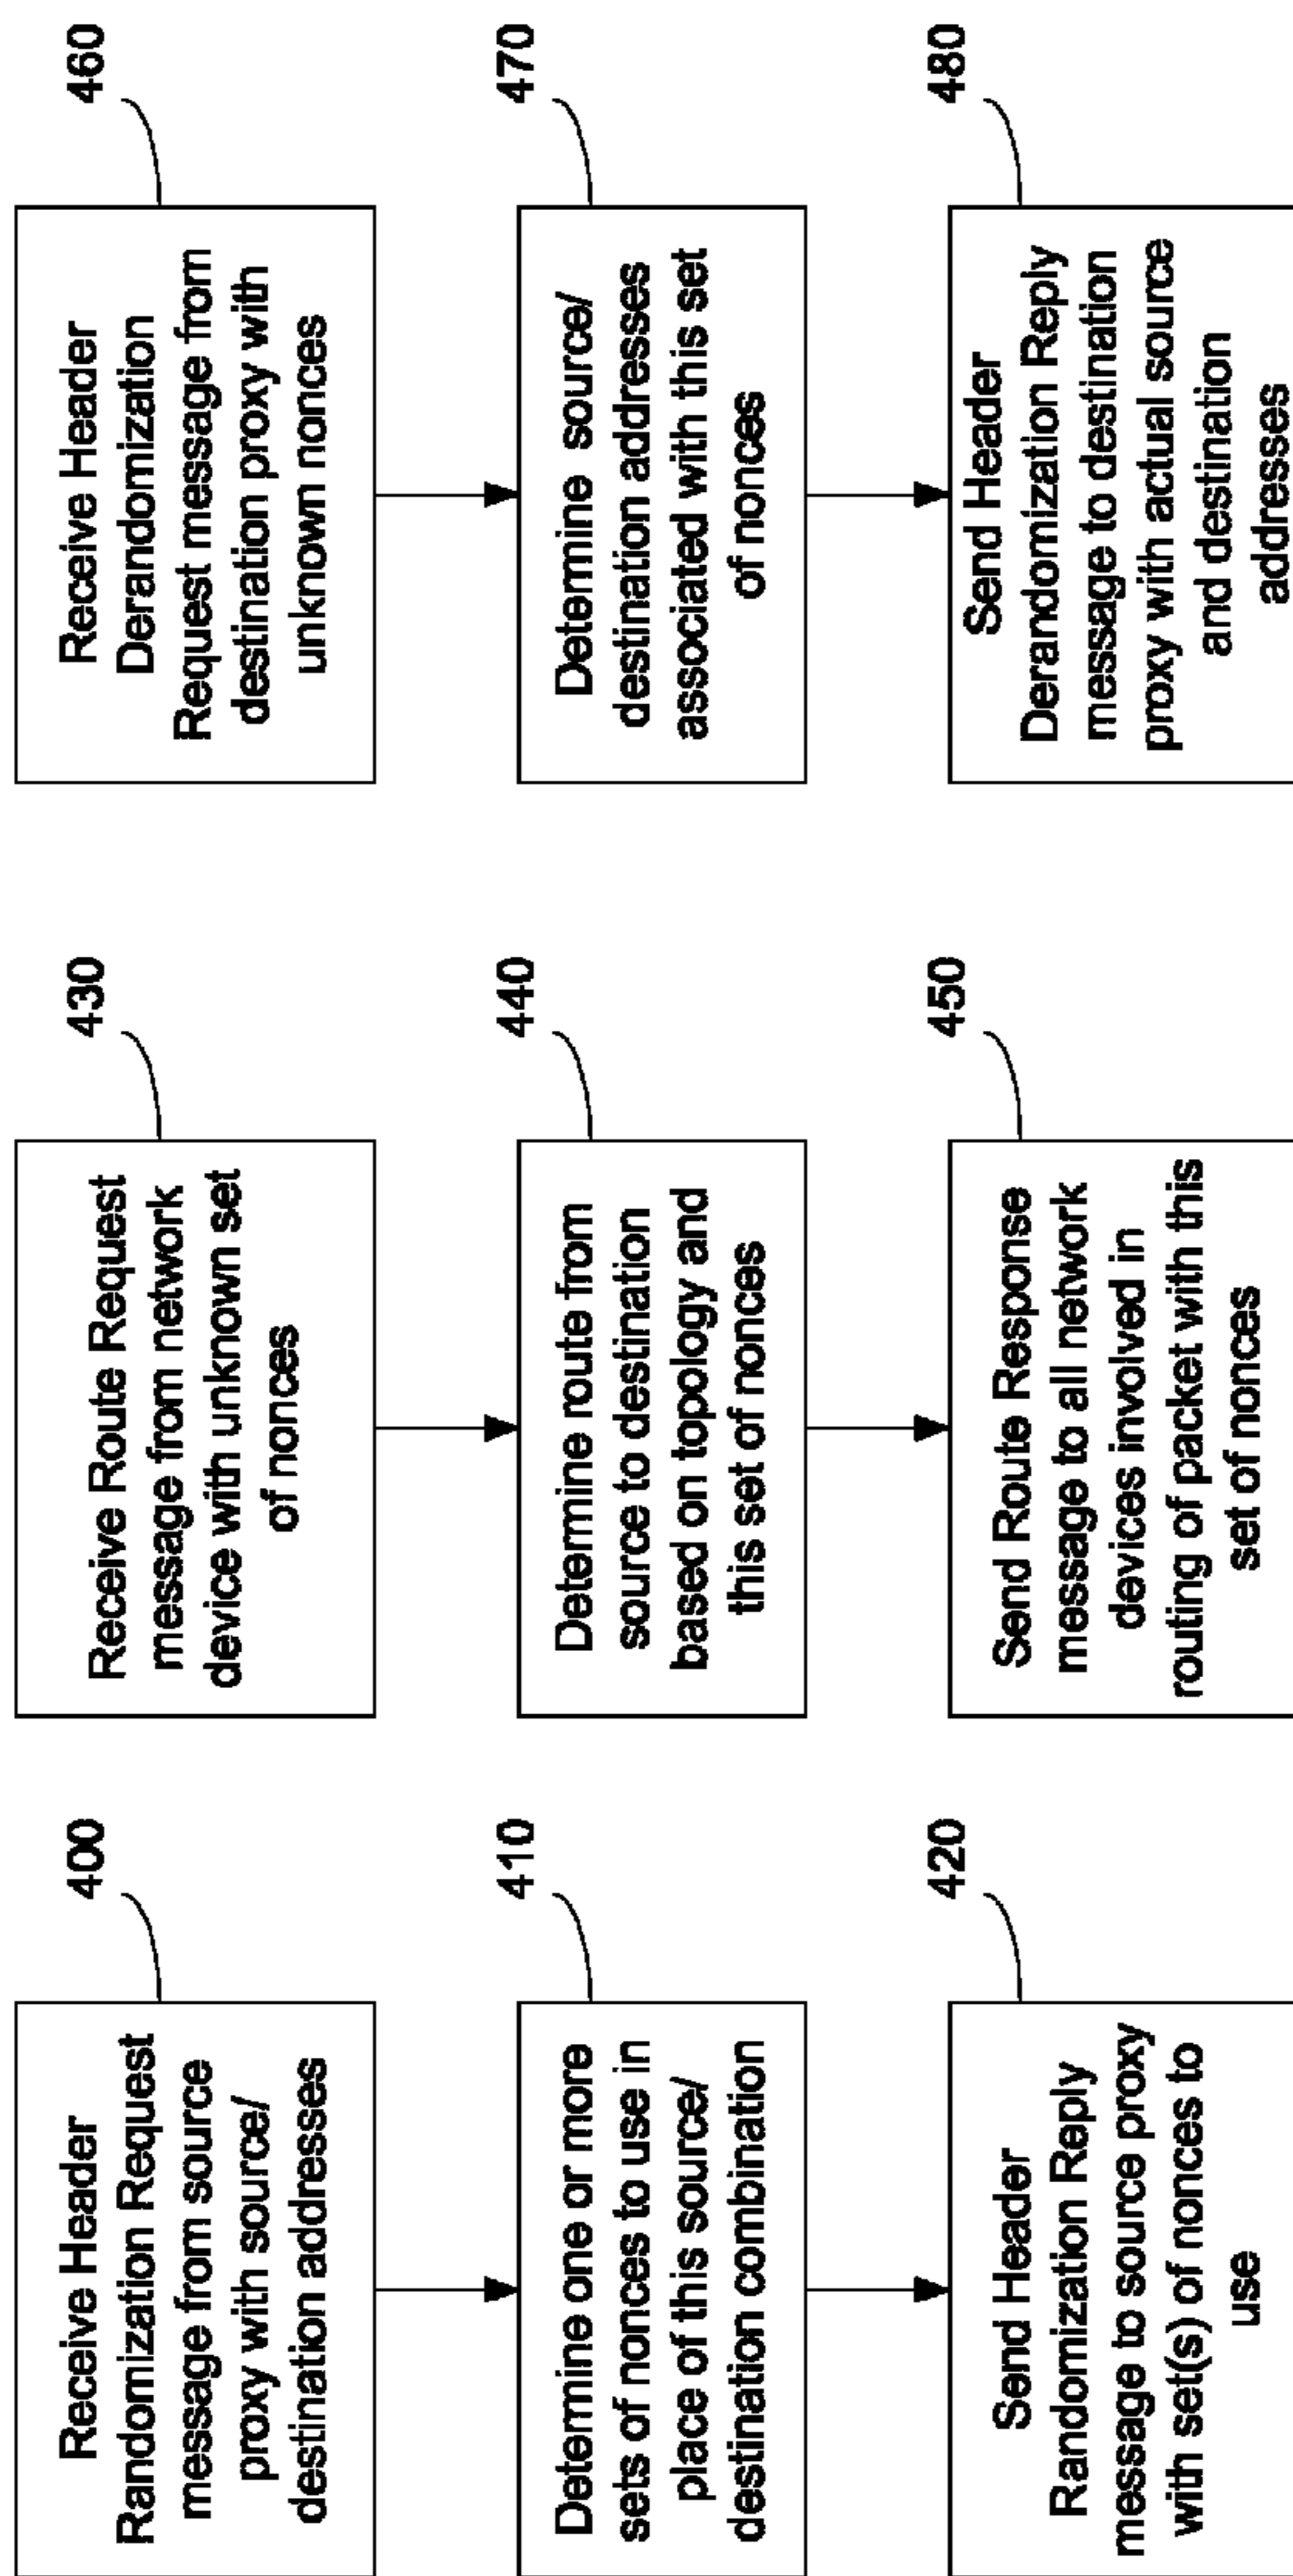 400
Receive Header
Randomization Request
message from source
proxy with source/
destination addresses
410
Determine one or more
sets of nonces to use in
place of this source/
destination combination
420
Send Header
Randomization Reply
message to source proxy
with set(s) of nonces to
use
430
Receive Route Request
message from network
device with unknown set
of nonces
440
Determine route from
source to destination
based on topology and
this set of nonces
450
Send Route Response
message to all network
devices involved in
routing of packet with this
set of nonces
460
Receive Header
Derandomization
Request message from
destination proxy with
unknown nonces
470
Determine source/
destination addresses
associated with this set
of nonces
480
Send Header
Derandomization Reply
message to destination
proxy with actual source
and destination
addresses